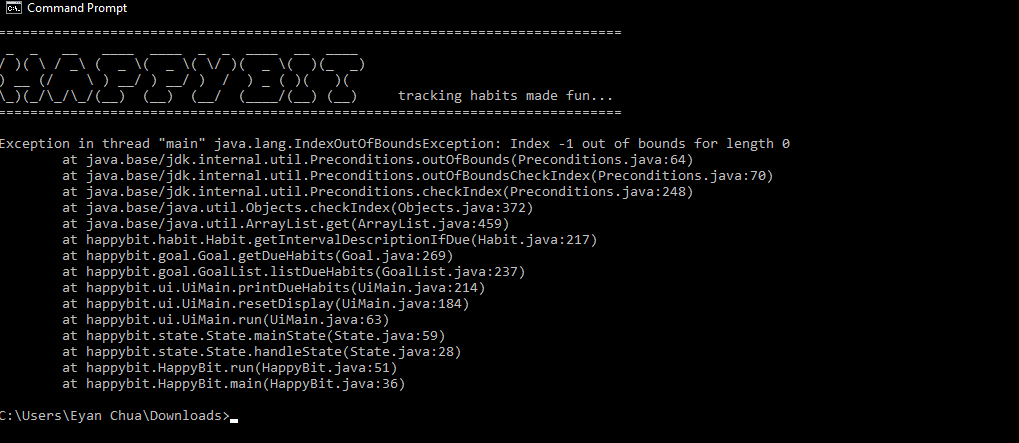 Command Prompt
==============================================================================
 _  _   __   ____  ____  _  _  ____  __  ____
/ )( \ / _\ (  _ \(  _ \( \/ )(  _ \(  )(_  _)
) __ (/    \ ) __/ ) __/ )  /  ) _ ( )(   )(
\_)(_/\_/\_/(__)  (__)  (__/  (____/(__) (__)     tracking habits made fun...
==============================================================================
Exception in thread "main" java.lang.IndexOutOfBoundsException: Index -1 out of bounds for length 0
at java.base/jdk.internal.util.Preconditions.outOfBounds(Preconditions.java:64)
at java.base/jdk.internal.util.Preconditions.outOfBoundsCheckIndex(Preconditions.java:70)
at java.base/jdk.internal.util.Preconditions.checkIndex(Preconditions.java:248)
at java.base/java.util.Objects.checkIndex(Objects.java:372)
at java.base/java.util.ArrayList.get(ArrayList.java:459)
at happybit.habit.Habit.getIntervalDescriptionIfDue(Habit.java:217)
at happybit.goal.Goal.getDueHabits(Goal.java:269)
at happybit.goal.GoalList.listDueHabits(GoalList.java:237)
at happybit.ui.UiMain.printDueHabits(UiMain.java:214)
at happybit.ui.UiMain.resetDisplay(UiMain.java:184)
at happybit.ui.UiMain.run(UiMain.java:63)
at happybit.state.State.mainState(State.java:59)
at happybit.state.State.handleState(State.java:28)
at happybit.HappyBit.run(HappyBit.java:51)
at happybit.HappyBit.main(HappyBit.java:36)
C:\Users\Eyan Chua\Downloads>